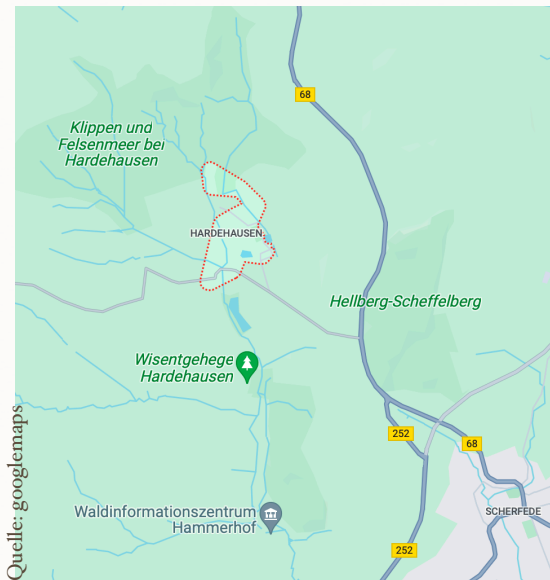 68
Klippen und
Felsenmeer bei
Hardehausen
HARDEHAUSEN
Hellberg-Scheffelberg
Wisentgehege
Hardehausen
252
68
Waldinformationszentrum
Hammerhof
SCHERFEDE
252
Quelle: googlemaps